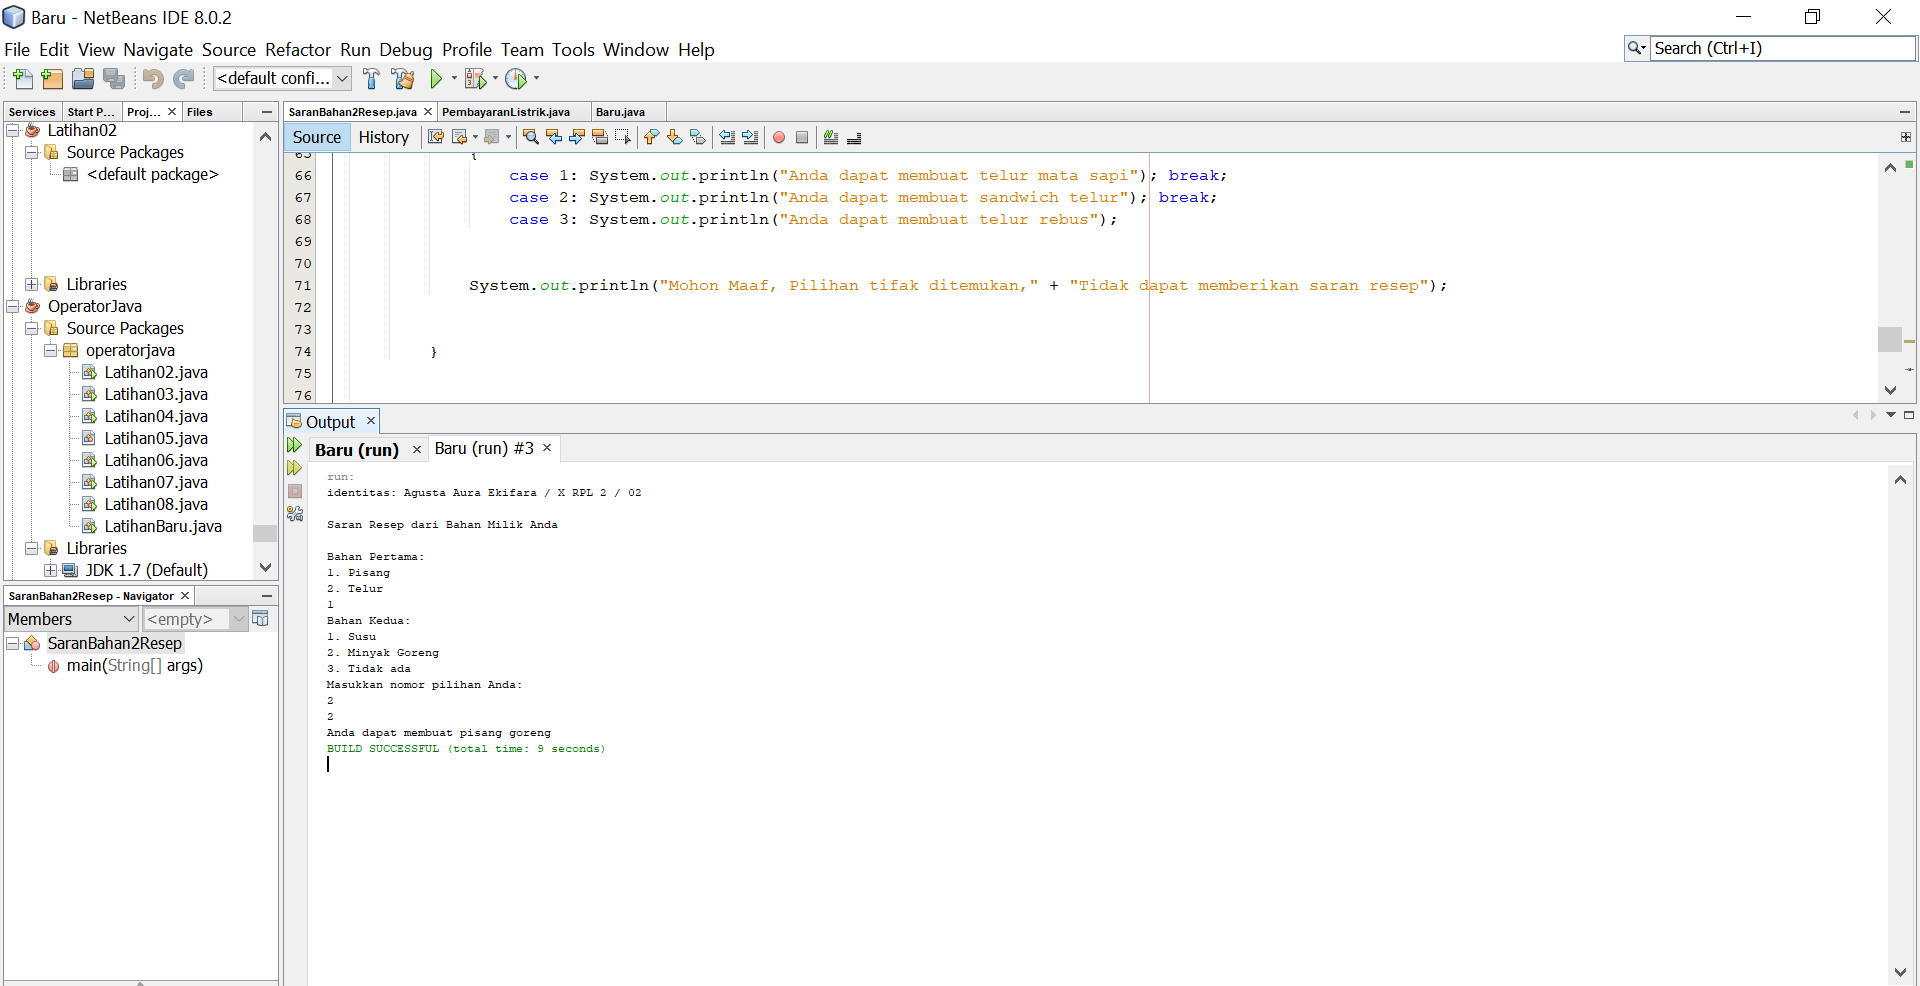 Baru - NetBeans IDE 8.0.2
File Edit View Navigate Source Refactor Run Debug Profile Team Tools Window Help
Search (Ctrl+I)
<default confi...
Services Start P... Proj... Files
Latihan02
Source Packages
<default package>
Libraries
OperatorJava
Source Packages
operatorjava
Latihan02.java
Latihan03.java
Latihan04.java
Latihan05.java
Latihan06.java
Latihan07.java
Latihan08.java
LatihanBaru.java
Libraries
JDK 1.7 (Default)
SaranBahan2Resep - Navigator
Members <empty>
SaranBahan2Resep
main(String[] args)
SaranBahan2Resep.java PembayaranListrik.java Baru.java
Source History
65 {
66 case 1: System.out.println("Anda dapat membuat telur mata sapi"); break;
67 case 2: System.out.println("Anda dapat membuat sandwich telur"); break;
68 case 3: System.out.println("Anda dapat membuat telur rebus");
69
70
71 System.out.println("Mohon Maaf, Pilihan tifak ditemukan," + "Tidak dapat memberikan saran resep");
72
73
74 }
75
76
Output
Baru (run) Baru (run) #3
run:
identitas: Agusta Aura Ekifara / X RPL 2 / 02
Saran Resep dari Bahan Milik Anda
Bahan Pertama:
1. Pisang
2. Telur
1
Bahan Kedua:
1. Susu
2. Minyak Goreng
3. Tidak ada
Masukkan nomor pilihan Anda:
2
2
Anda dapat membuat pisang goreng
BUILD SUCCESSFUL (total time: 9 seconds)